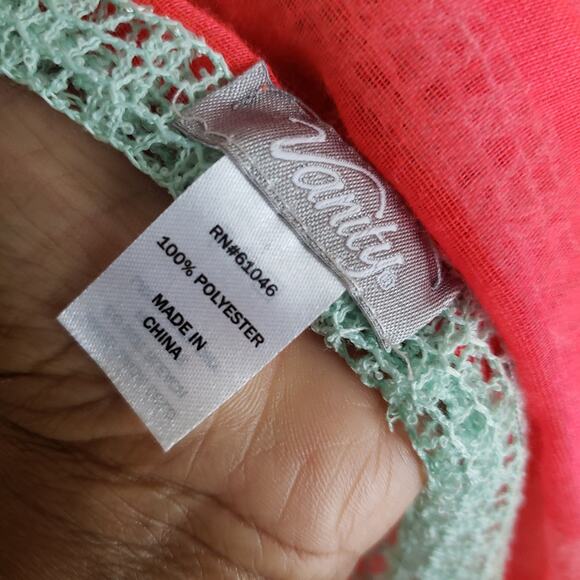 Vanity®
RN#61046
100% POLYESTER
MADE IN
CHINA